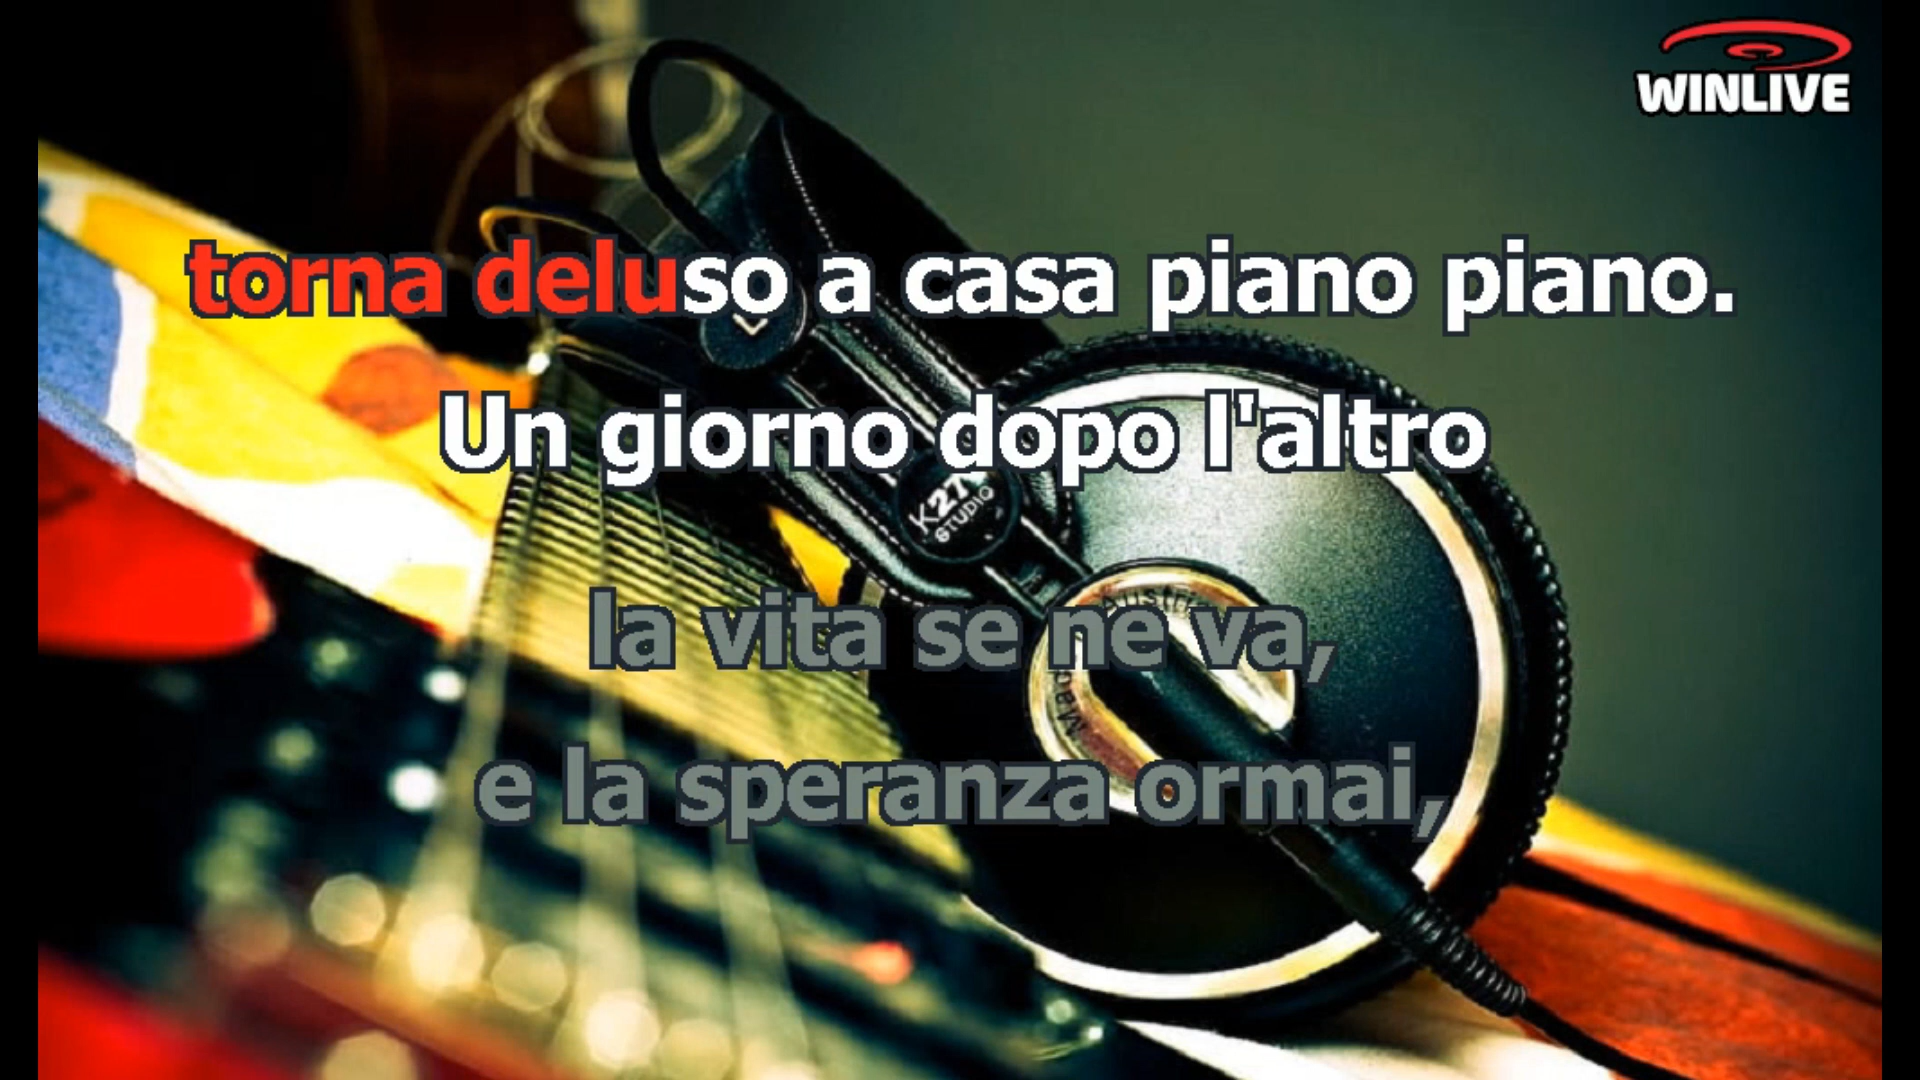 WINLIVE
torna deluso a casa piano piano.
Un giorno dopo l'altro
la vita se ne va,
e la speranza ormai,
STUDIO